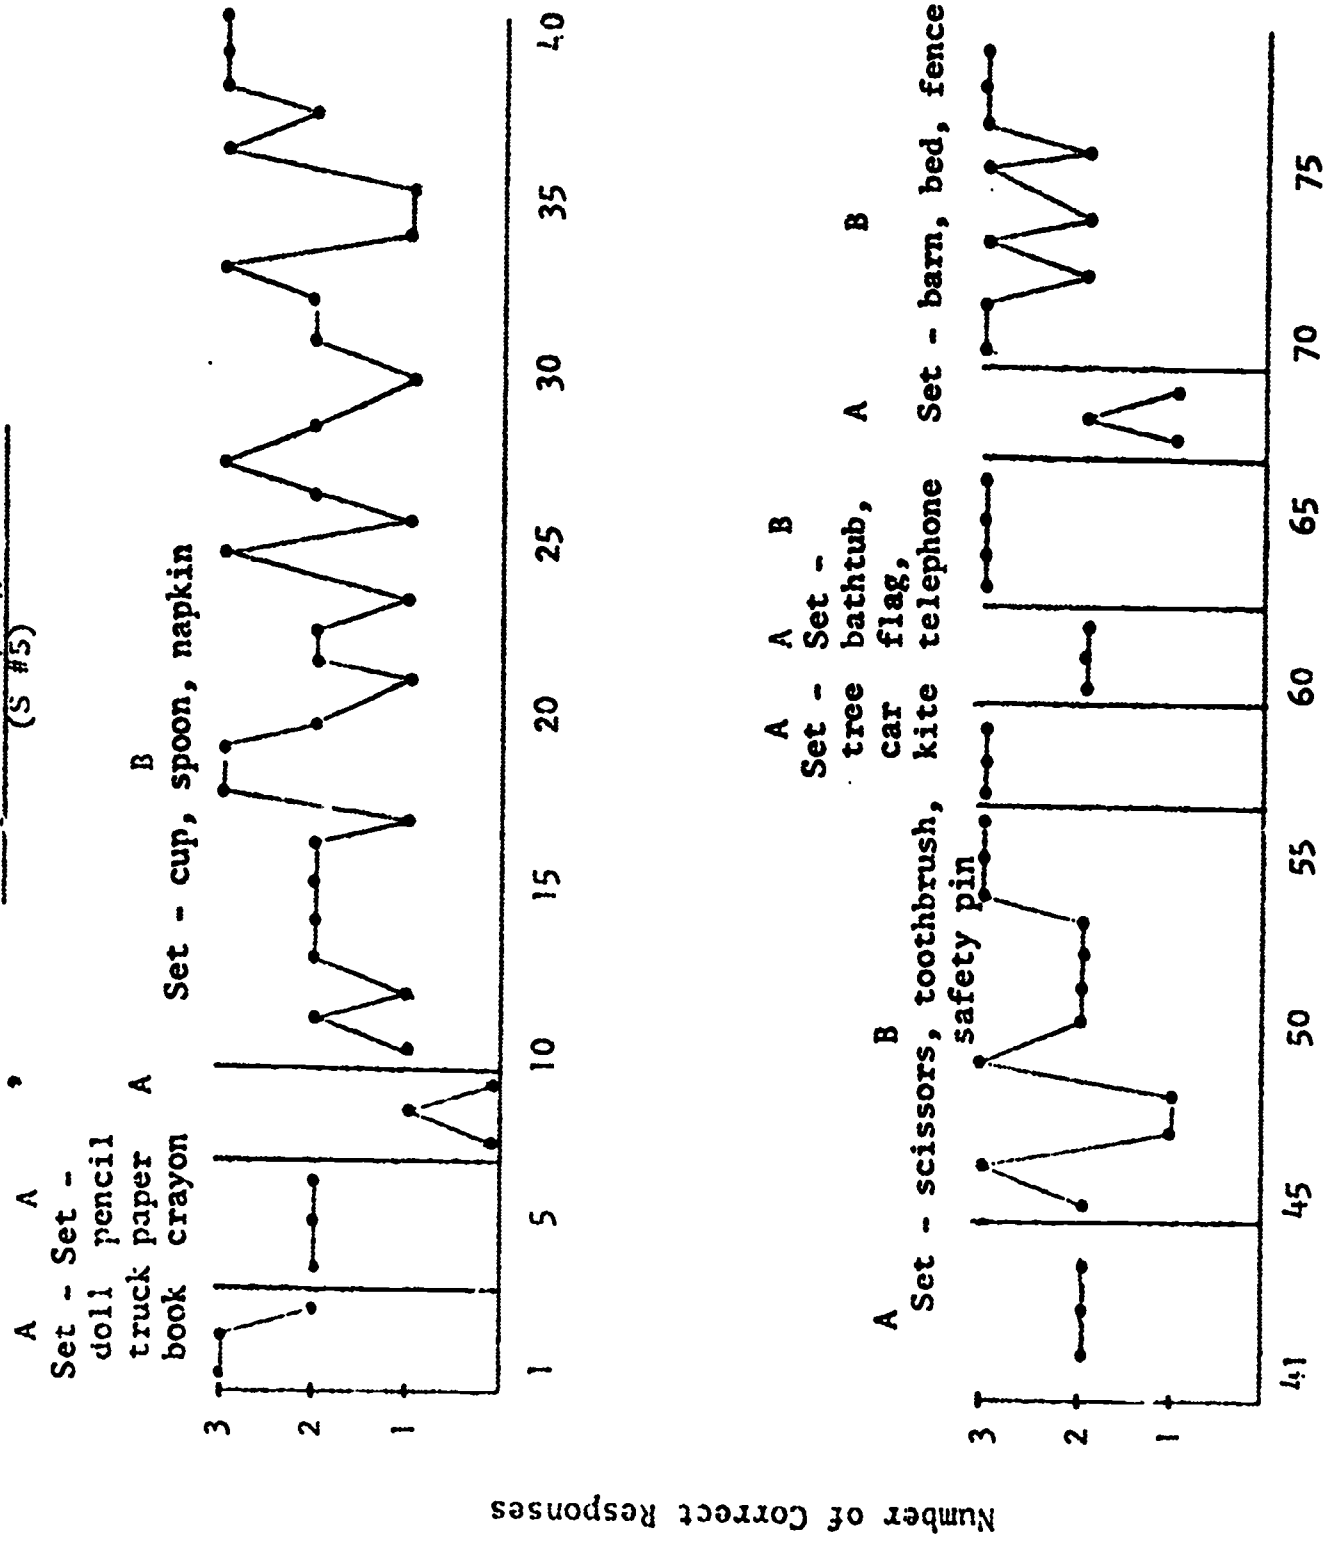 (S #5)
A A
Set - Set -
doll pencil
truck paper A
book crayon
B
Set - cup, spoon, napkin
3
2
1
1 5 10 15 20 25 30 35 40
Number of Correct Responses
A B
Set - scissors, toothbrush,
safety pin
A A B
Set - Set -
tree bathtub,
car flag,
kite telephone
A B
Set - barn, bed, fence
3
2
1
41 45 50 55 60 65 70 75